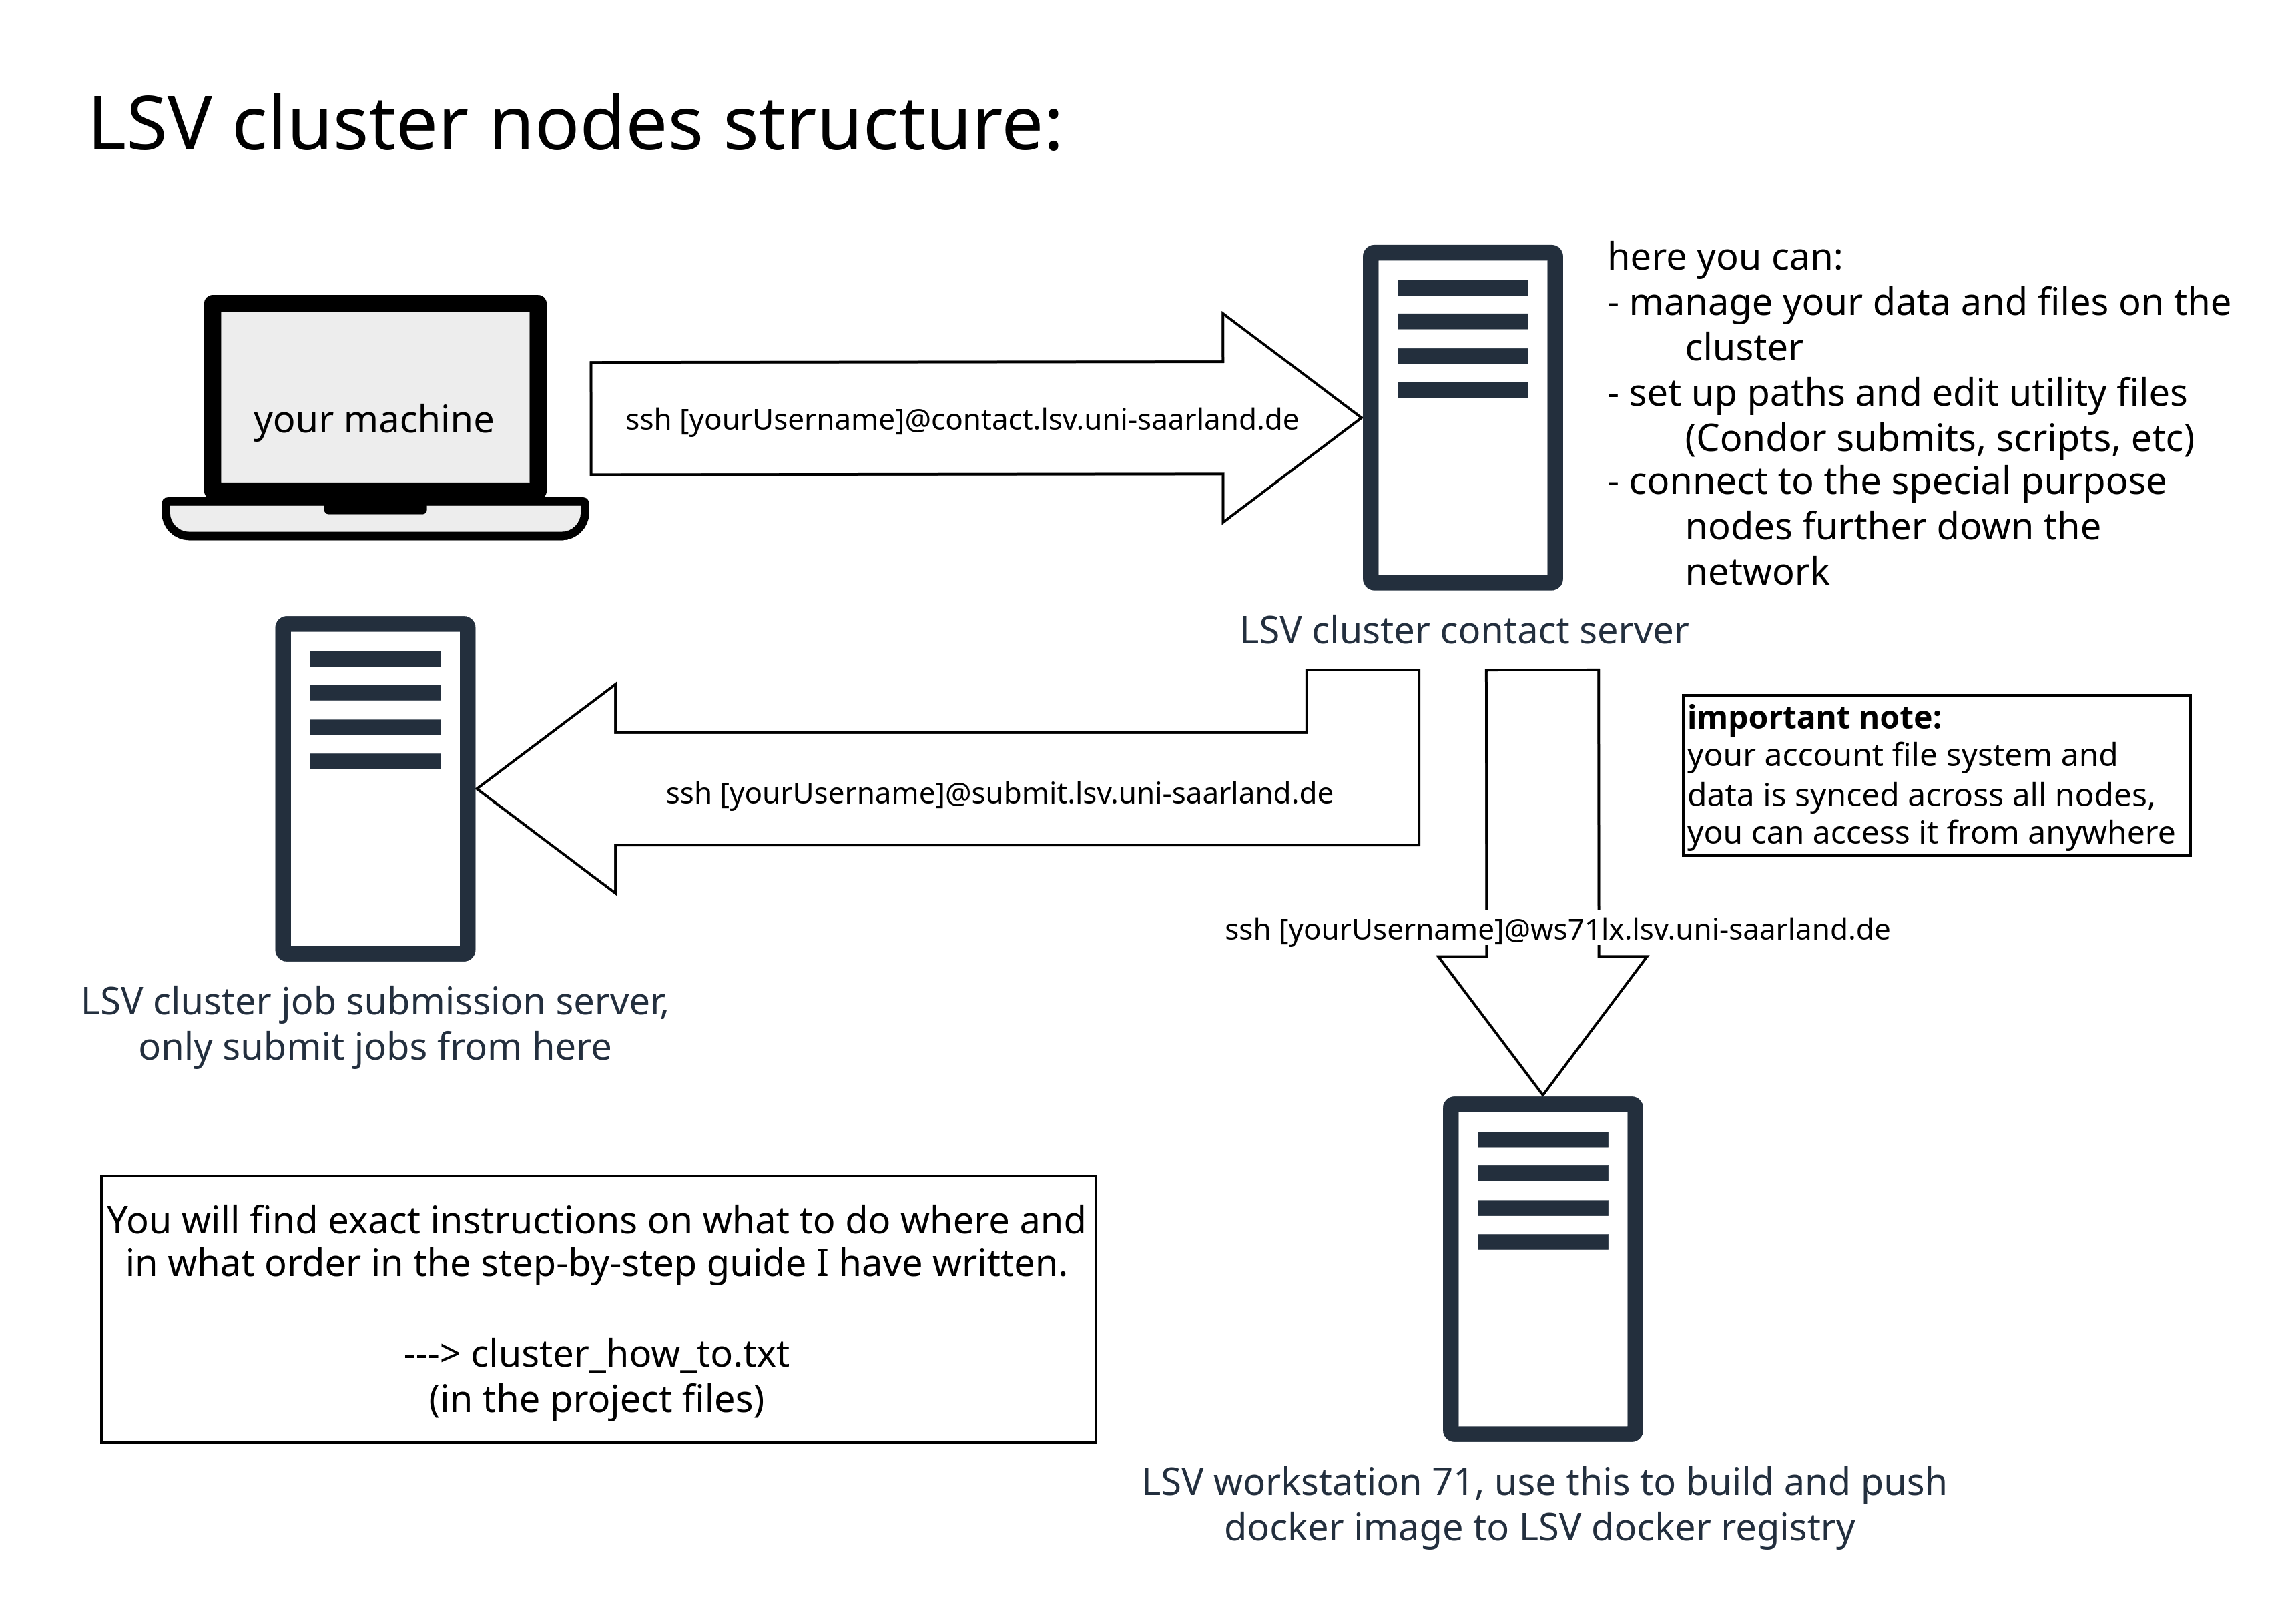 LSV cluster nodes structure:
your machine
ssh [yourUsername]@contact.lsv.uni-saarland.de
here you can:
- manage your data and files on the
cluster
- set up paths and edit utility files
(Condor submits, scripts, etc)
- connect to the special purpose
nodes further down the
network
LSV cluster contact server
ssh [yourUsername]@submit.lsv.uni-saarland.de
important note:
your account file system and
data is synced across all nodes,
you can access it from anywhere
ssh [yourUsername]@ws71lx.lsv.uni-saarland.de
LSV cluster job submission server,
only submit jobs from here
You will find exact instructions on what to do where and
in what order in the step-by-step guide I have written.
---> cluster_how_to.txt
(in the project files)
LSV workstation 71, use this to build and push
docker image to LSV docker registry